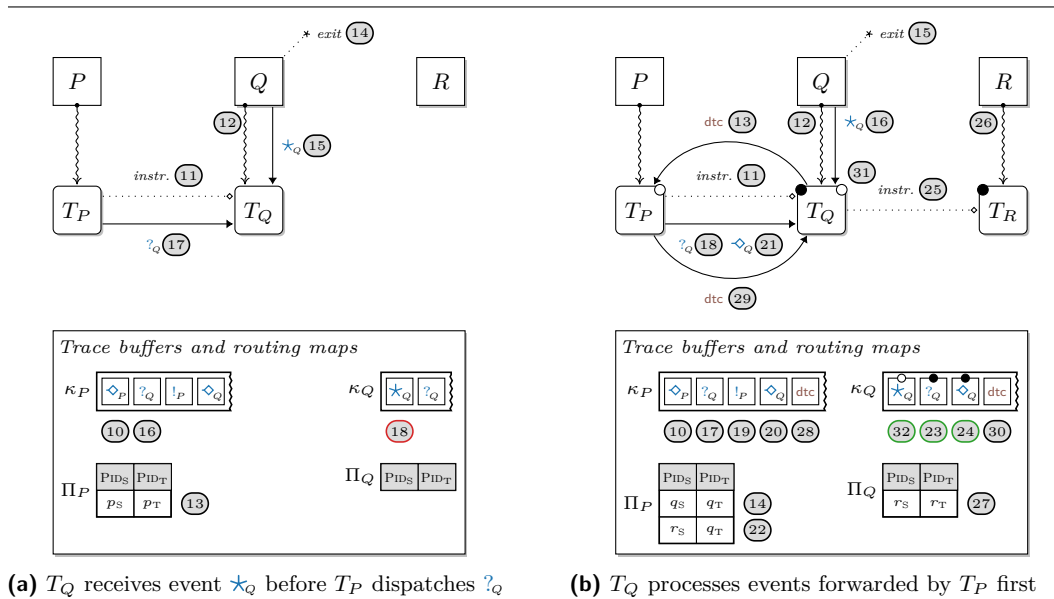 exit 14
P Q R
12
★Q 15
instr. 11
T_P T_Q
?Q 17
Trace buffers and routing maps
κ_P ⟐P ?Q !P ⟐Q κ_Q ★Q ?Q
10 16 18
Π_P PID_S PID_T Π_Q PID_S PID_T
p_S p_T 13
(a) T_Q receives event ★Q before T_P dispatches ?Q
exit 15
P Q R
dtc 13 12 ★Q 16 26
instr. 11 31
instr. 25
T_P T_Q T_R
?Q 18 ⟐Q 21
dtc 29
Trace buffers and routing maps
κ_P ⟐P ?Q !P ⟐Q dtc κ_Q ★Q ?Q ⟐Q dtc
10 17 19 20 28 32 23 24 30
Π_P PID_S PID_T Π_Q PID_S PID_T
q_S q_T 14 r_S r_T 27
r_S q_T 22
(b) T_Q processes events forwarded by T_P first